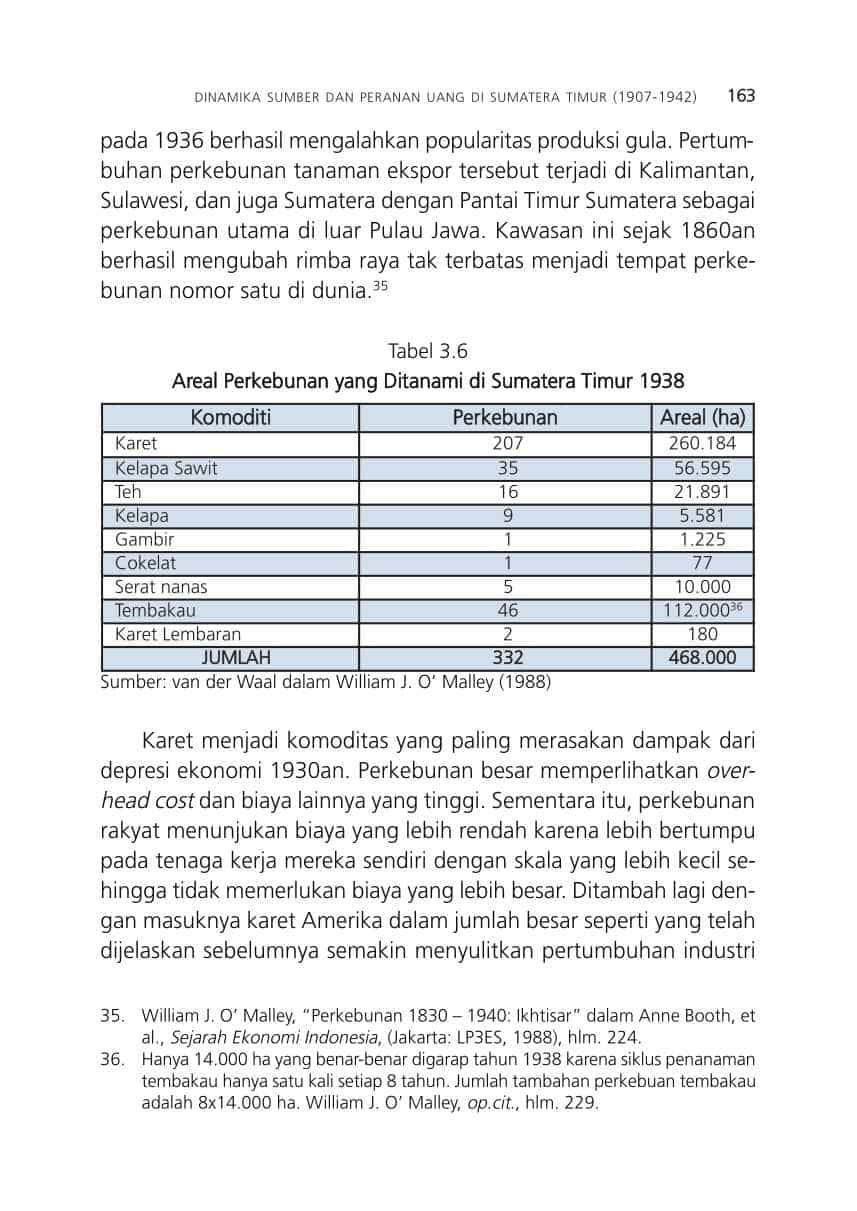 DINAMIKA SUMBER DAN PERANAN UANG DI SUMATERA TIMUR (1907-1942) 163
pada 1936 berhasil mengalahkan popularitas produksi gula. Pertum-
buhan perkebunan tanaman ekspor tersebut terjadi di Kalimantan,
Sulawesi, dan juga Sumatera dengan Pantai Timur Sumatera sebagai
perkebunan utama di luar Pulau Jawa. Kawasan ini sejak 1860an
berhasil mengubah rimba raya tak terbatas menjadi tempat perke-
bunan nomor satu di dunia.35
Tabel 3.6
Areal Perkebunan yang Ditanami di Sumatera Timur 1938
Komoditi Perkebunan Areal (ha)
Karet 207 260.184
Kelapa Sawit 35 56.595
Teh 16 21.891
Kelapa 9 5.581
Gambir 1 1.225
Cokelat 1 77
Serat nanas 5 10.000
Tembakau 46 112.00036
Karet Lembaran 2 180
JUMLAH 332 468.000
Sumber: van der Waal dalam William J. O’ Malley (1988)
Karet menjadi komoditas yang paling merasakan dampak dari
depresi ekonomi 1930an. Perkebunan besar memperlihatkan over-
head cost dan biaya lainnya yang tinggi. Sementara itu, perkebunan
rakyat menunjukan biaya yang lebih rendah karena lebih bertumpu
pada tenaga kerja mereka sendiri dengan skala yang lebih kecil se-
hingga tidak memerlukan biaya yang lebih besar. Ditambah lagi den-
gan masuknya karet Amerika dalam jumlah besar seperti yang telah
dijelaskan sebelumnya semakin menyulitkan pertumbuhan industri
35. William J. O’ Malley, “Perkebunan 1830 – 1940: Ikhtisar” dalam Anne Booth, et
al., Sejarah Ekonomi Indonesia, (Jakarta: LP3ES, 1988), hlm. 224.
36. Hanya 14.000 ha yang benar-benar digarap tahun 1938 karena siklus penanaman
tembakau hanya satu kali setiap 8 tahun. Jumlah tambahan perkebuan tembakau
adalah 8x14.000 ha. William J. O’ Malley, op.cit., hlm. 229.